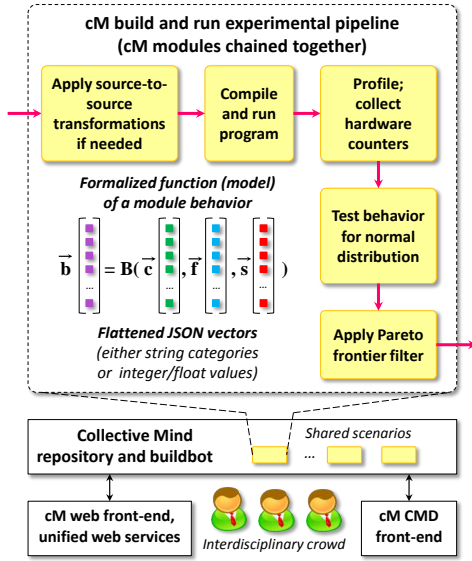 cM build and run experimental pipeline
(cM modules chained together)
Apply source-to-
source
transformations
if needed
Compile
and run
program
Profile;
collect
hardware
counters
Formalized function (model)
of a module behavior
b = B( c , f , s )
... ... ... ...
Test behavior
for normal
distribution
Flattened JSON vectors
(either string categories
or integer/float values)
Apply Pareto
frontier filter
Collective Mind
repository and buildbot
Shared scenarios
...
cM web front-end,
unified web services
Interdisciplinary crowd
cM CMD
front-end